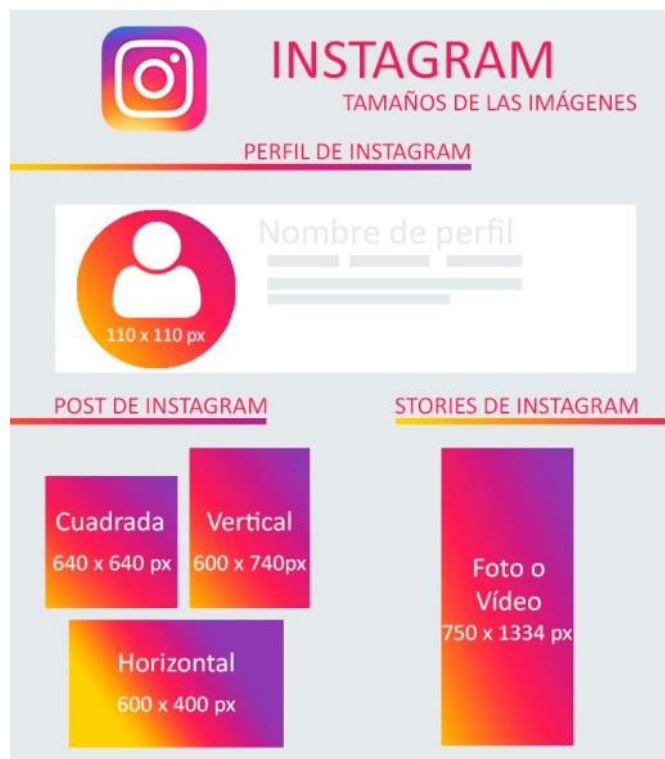 INSTAGRAM
TAMAÑOS DE LAS IMÁGENES
PERFIL DE INSTAGRAM
Nombre de perfil
110 x 110 px
POST DE INSTAGRAM
STORIES DE INSTAGRAM
Cuadrada
640 x 640 px
Vertical
600 x 740px
Horizontal
600 x 400 px
Foto o
Vídeo
750 x 1334 px